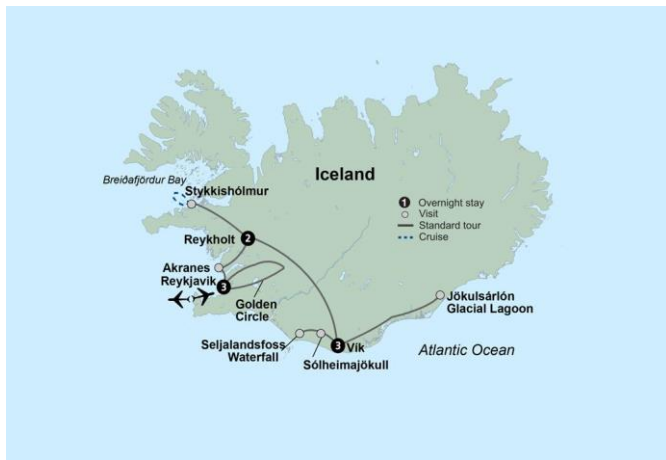 Iceland
Breiðafjördur Bay
Stykkishólmur
1 Overnight stay
Visit
Standard tour
Cruise
Reykholt
2
Akranes
Reykjavik
3
Golden
Circle
Jökulsárlón
Glacial Lagoon
Seljalandsfoss
Waterfall
3
Vík
Sólheimajökull
Atlantic Ocean